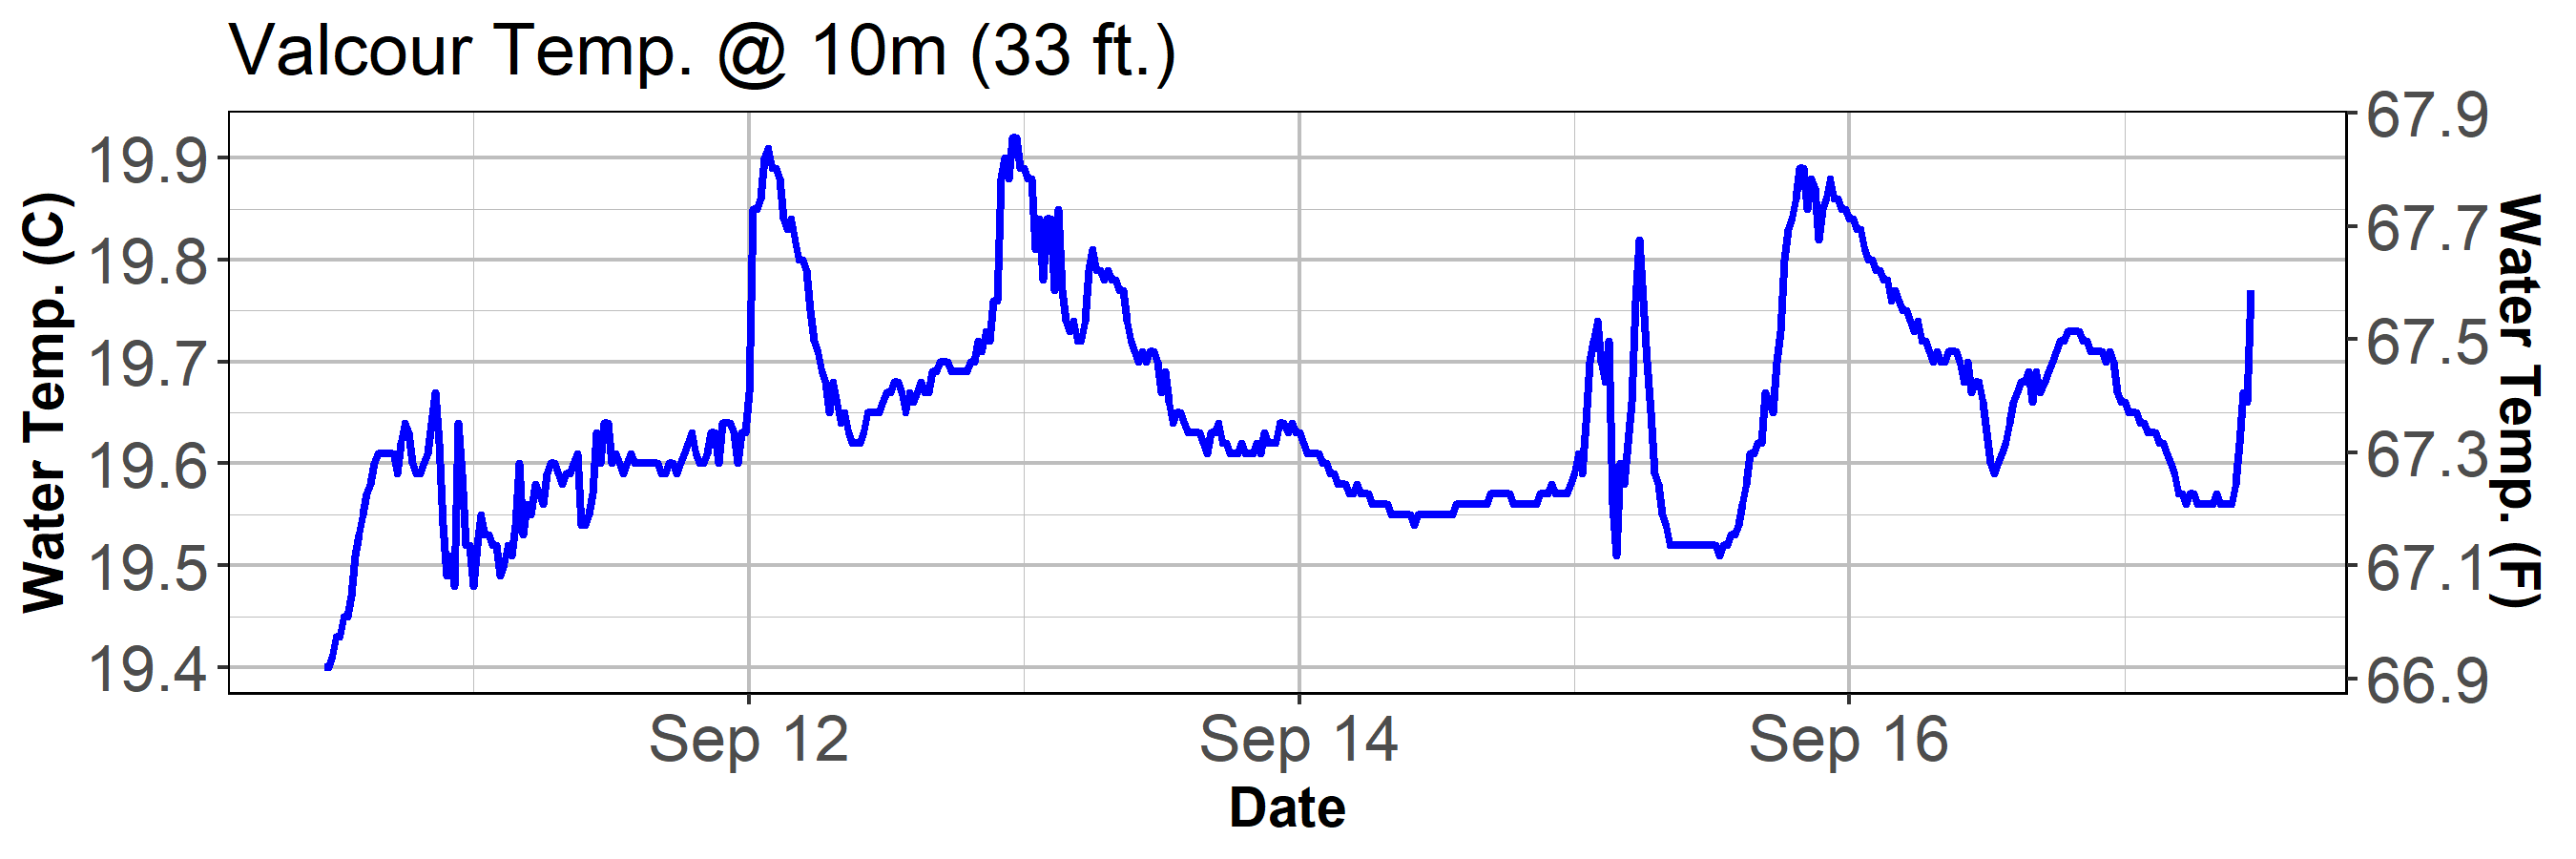 Valcour Temp. @ 10m (33 ft.)
Water Temp. (C)
19.9
19.8
19.7
19.6
19.5
19.4
67.9
67.7
67.5
67.3
67.1
66.9
Water Temp. (F)
Sep 12
Sep 14
Sep 16
Date